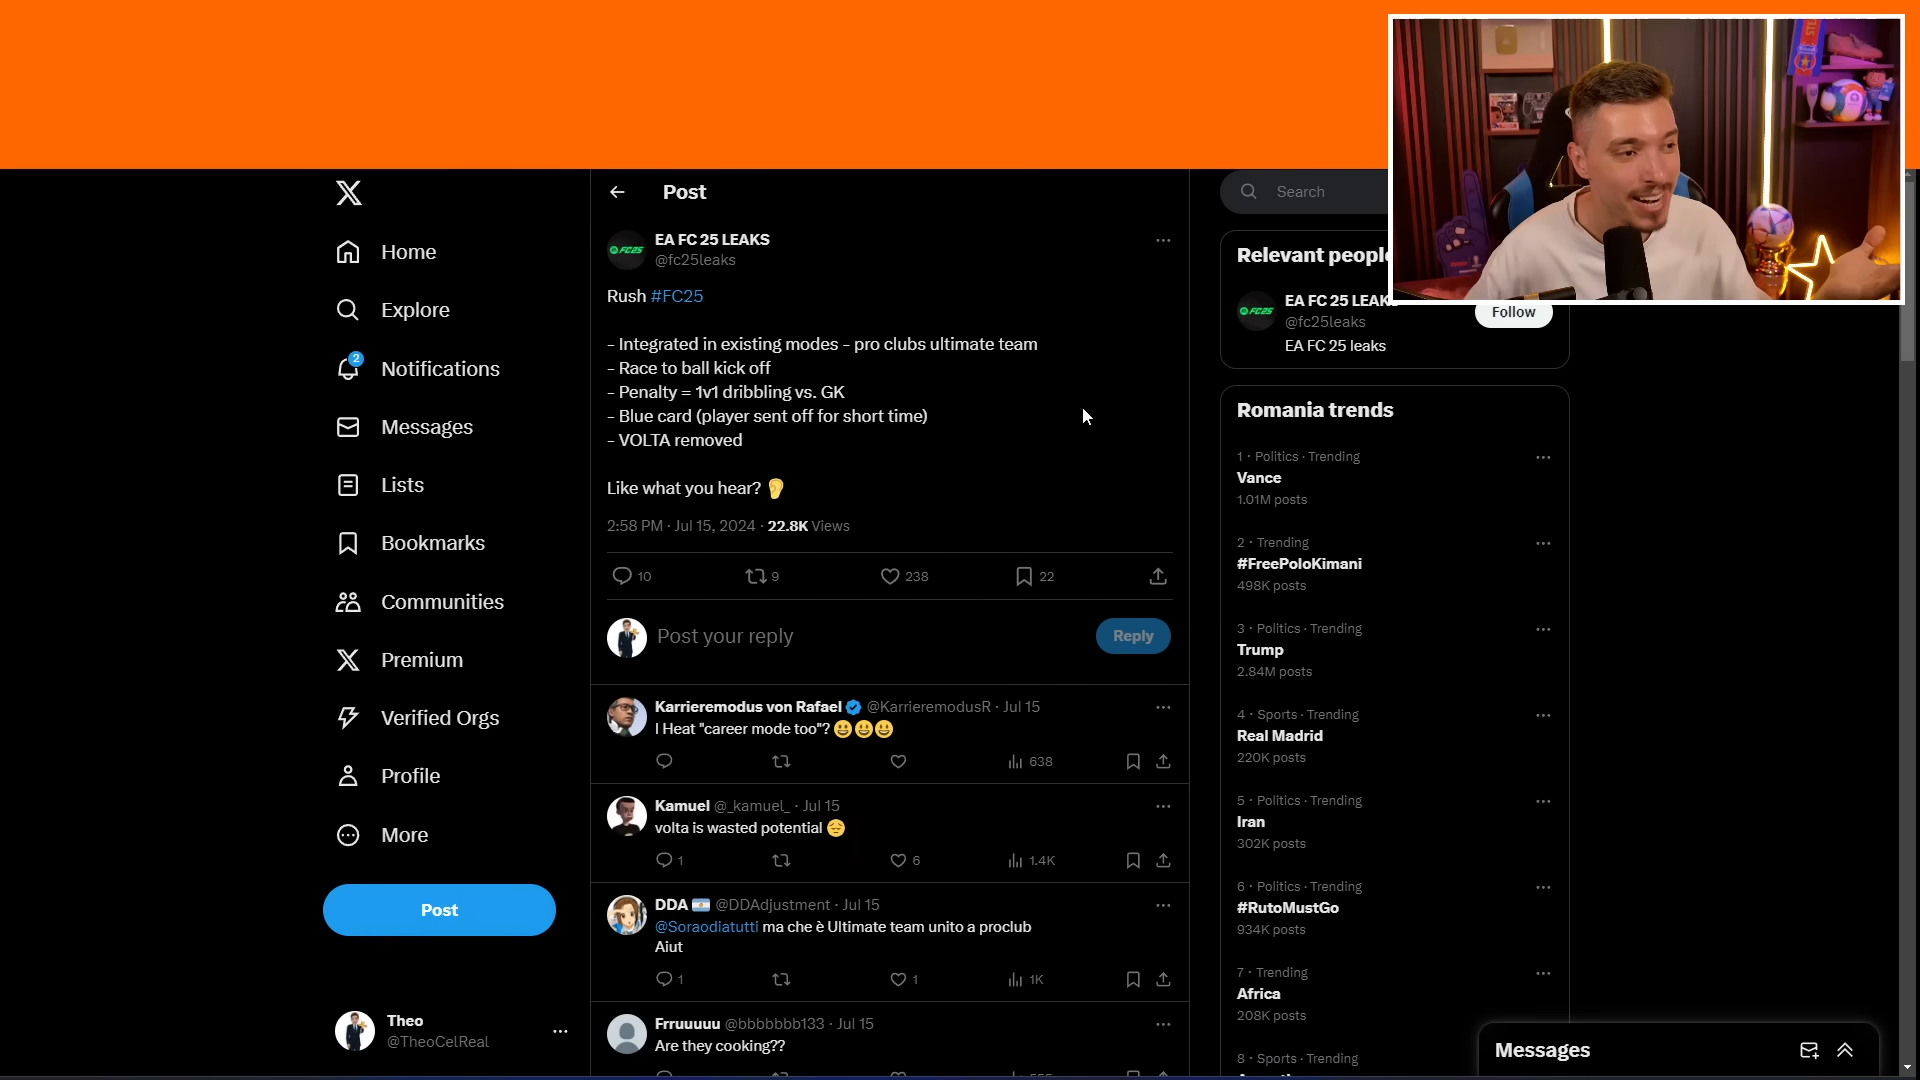 Home
Explore
2
Notifications
Messages
Lists
Bookmarks
Communities
Premium
Verified Orgs
Profile
More
Post
Theo
@TheoCelReal
Post
EA FC 25 LEAKS
@fc25leaks
Rush #FC25
- Integrated in existing modes - pro clubs ultimate team
- Race to ball kick off
- Penalty = 1v1 dribbling vs. GK
- Blue card (player sent off for short time)
- VOLTA removed
Like what you hear? 👂
2:58 PM · Jul 15, 2024 · 22.8K Views
10 9 238 22
Post your reply
Reply
Karrieremodus von Rafael @KarrieremodusR · Jul 15
I Heat "career mode too"? 😀😀😀
638
Kamuel @_kamuel_ · Jul 15
volta is wasted potential 😔
1 6 1.4K
DDA 🇦🇷 @DDAdjustment · Jul 15
@Soraodiatutti ma che è Ultimate team unito a proclub
Aiut
1 1 1K
Frruuuuu @bbbbbbb133 · Jul 15
Are they cooking??
Search
Relevant people
EA FC 25 LEAKS
@fc25leaks
Follow
EA FC 25 leaks
Romania trends
1 · Politics · Trending
Vance
1.01M posts
2 · Trending
#FreePoloKimani
498K posts
3 · Politics · Trending
Trump
2.84M posts
4 · Sports · Trending
Real Madrid
220K posts
5 · Politics · Trending
Iran
302K posts
6 · Politics · Trending
#RutoMustGo
934K posts
7 · Trending
Africa
208K posts
8 · Sports · Trending
Messages